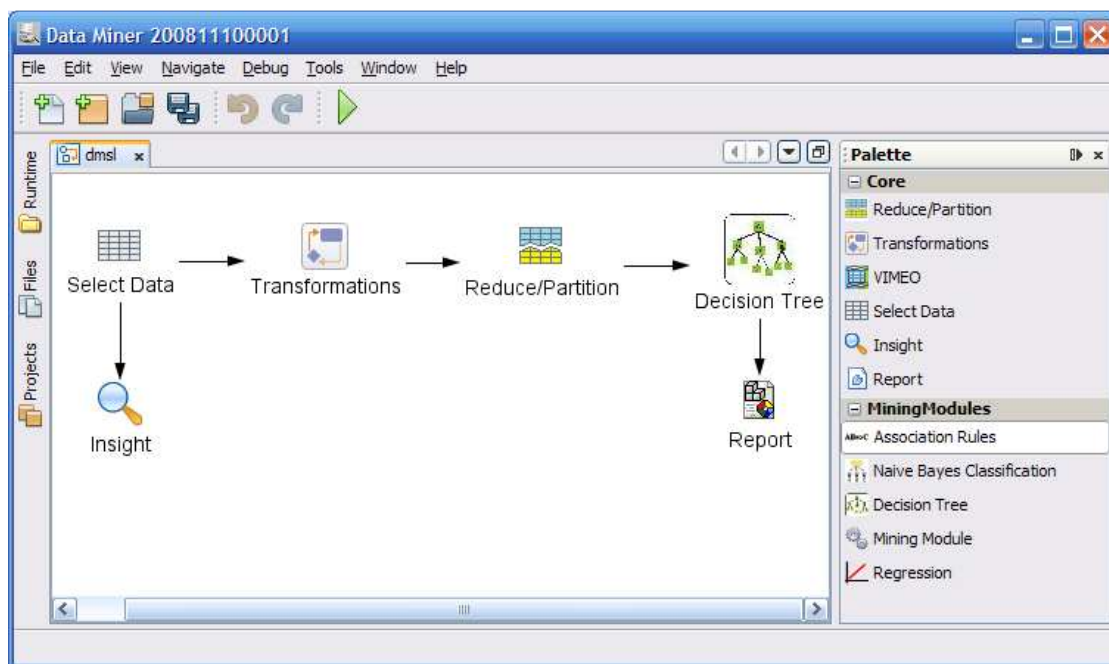 Data Miner 200811100001
File Edit View Navigate Debug Tools Window Help
Runtime
Files
Projects
dmsl
Select Data
Transformations
Reduce/Partition
Decision Tree
Insight
Report
Palette
Core
Reduce/Partition
Transformations
VIMEO
Select Data
Insight
Report
MiningModules
Association Rules
Naive Bayes Classification
Decision Tree
Mining Module
Regression